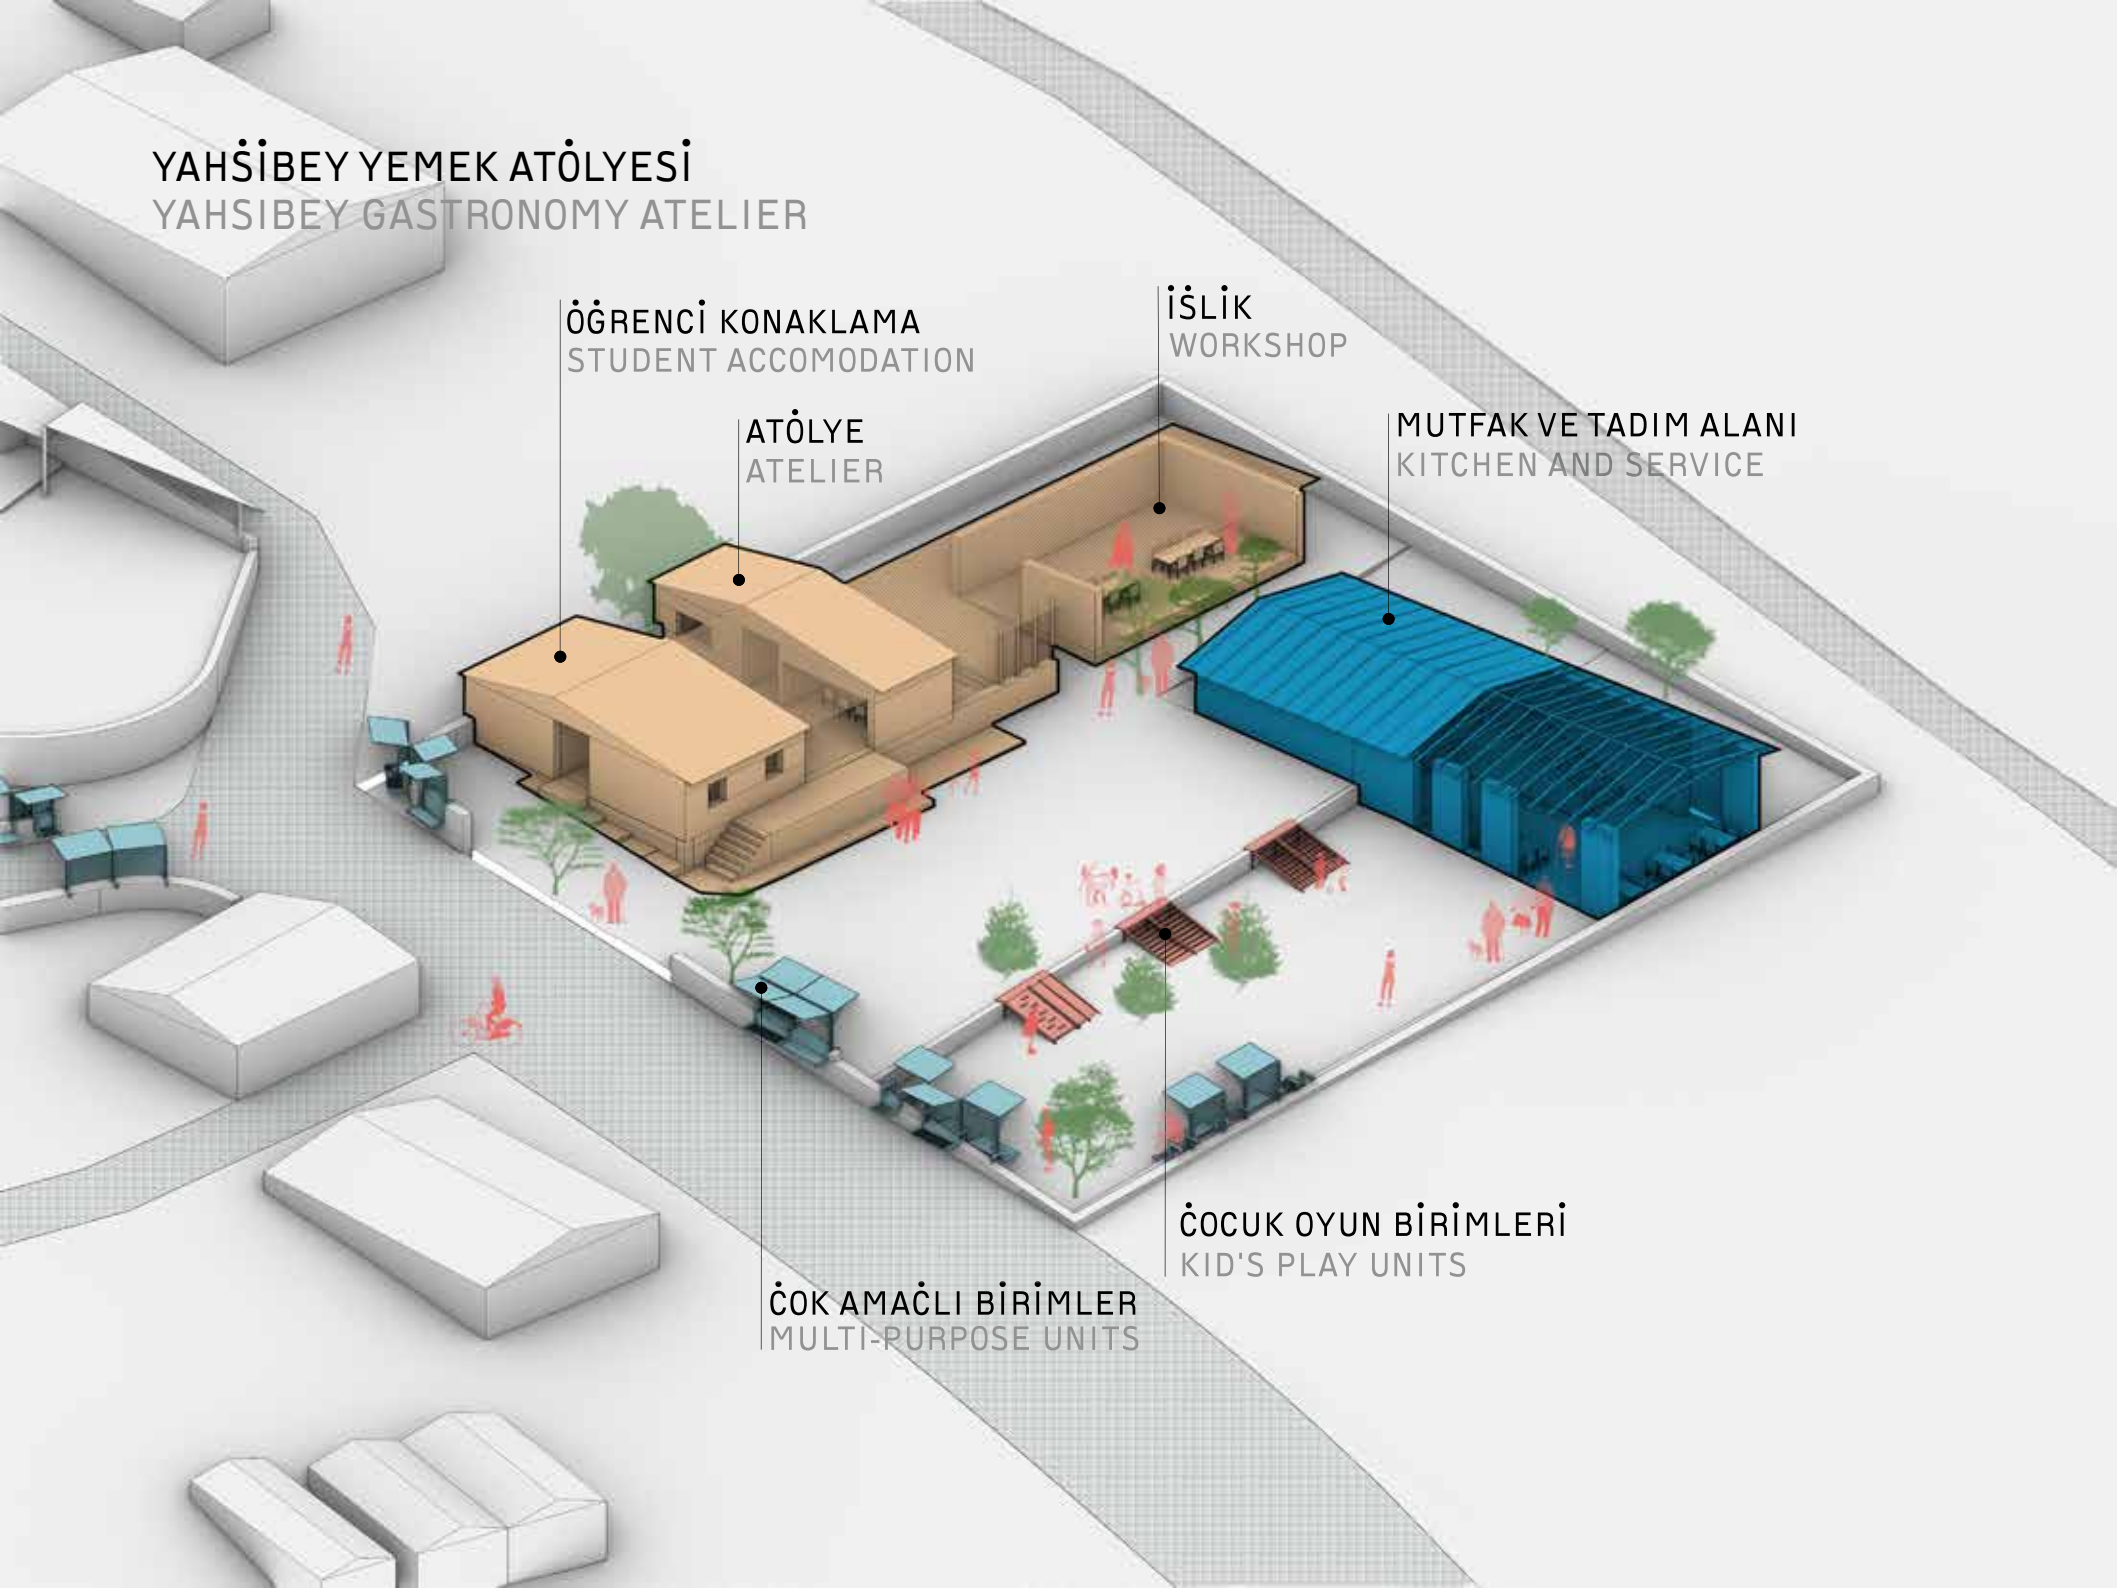 YAHŞİBEY YEMEK ATÖLYESİ
YAHSIBEY GASTRONOMY ATELIER
ÖĞRENCİ KONAKLAMA
STUDENT ACCOMODATION
İŞLİK
WORKSHOP
ATÖLYE
ATELIER
MUTFAK VE TADIM ALANI
KITCHEN AND SERVICE
ÇOCUK OYUN BİRİMLERİ
KID'S PLAY UNITS
ÇOK AMAÇLI BİRİMLER
MULTI-PURPOSE UNITS